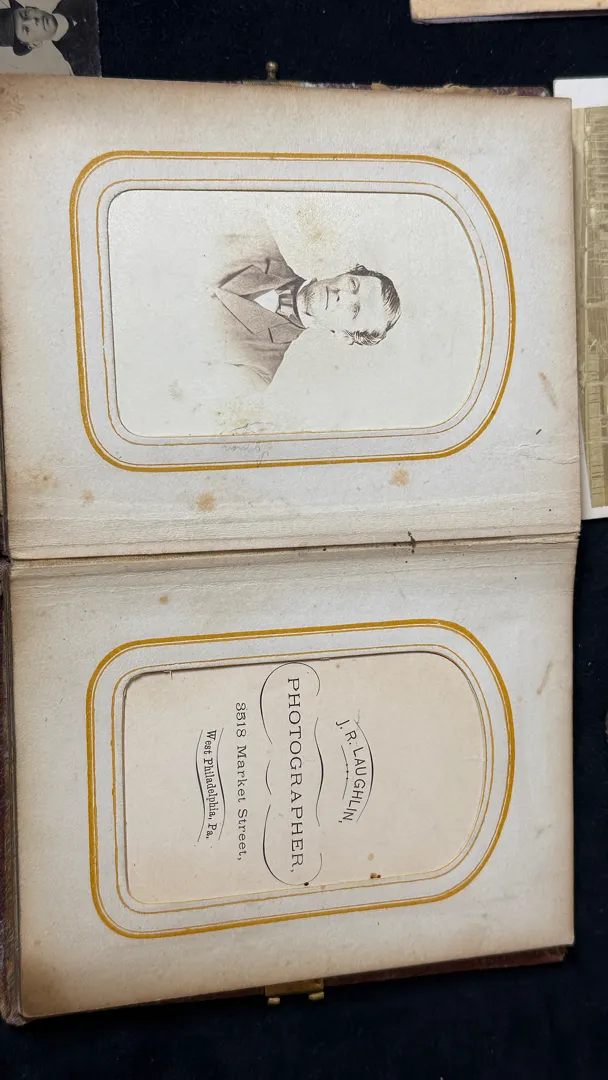 J. R. LAUGHLIN,
PHOTOGRAPHER,
3518 Market Street,
West Philadelphia, Pa.